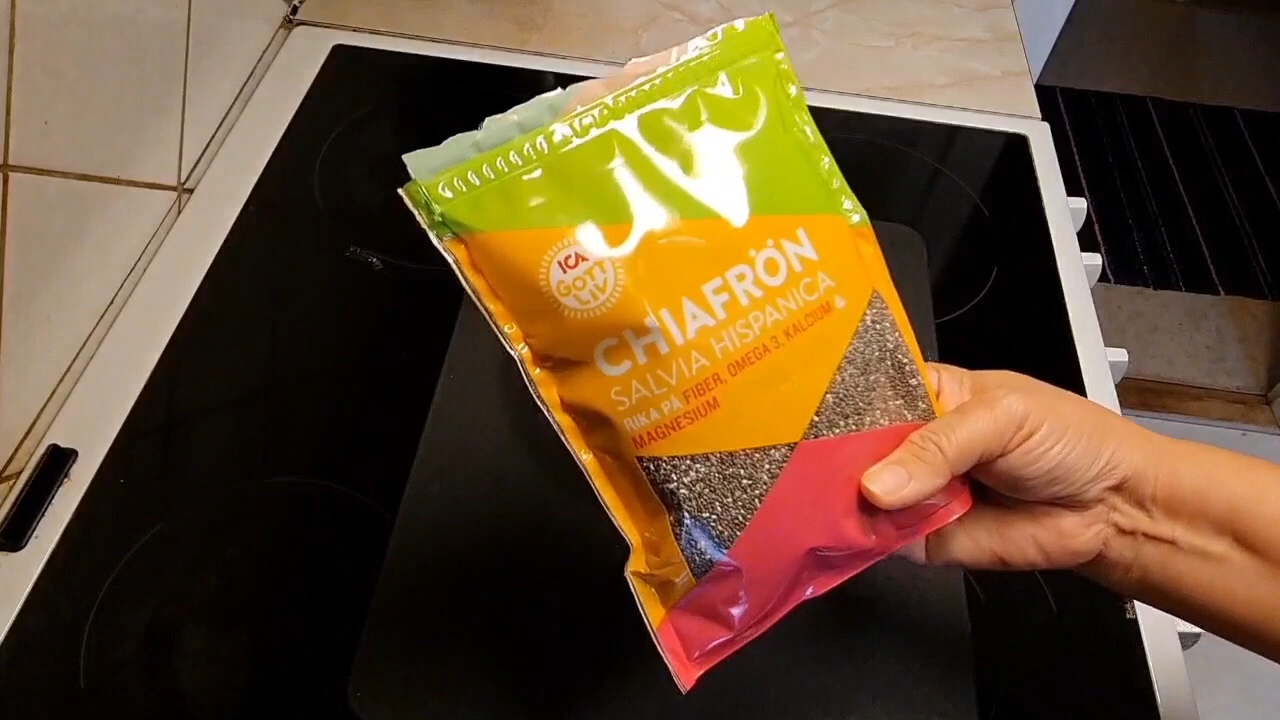 ICA
GOTT
LIV
CHIAFRÖN
SALVIA HISPANICA
RIKA PÅ FIBER, OMEGA 3, KALCIUM &
MAGNESIUM